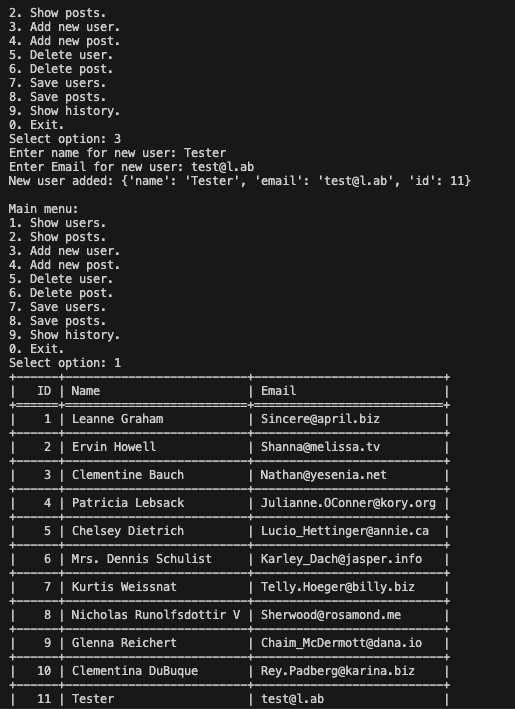 2. Show posts.
3. Add new user.
4. Add new post.
5. Delete user.
6. Delete post.
7. Save users.
8. Save posts.
9. Show history.
0. Exit.
Select option: 3
Enter name for new user: Tester
Enter Email for new user: test@l.ab
New user added: {'name': 'Tester', 'email': 'test@l.ab', 'id': 11}
Main menu:
1. Show users.
2. Show posts.
3. Add new user.
4. Add new post.
5. Delete user.
6. Delete post.
7. Save users.
8. Save posts.
9. Show history.
0. Exit.
Select option: 1
| ID | Name | Email |
| 1 | Leanne Graham | Sincere@april.biz |
| 2 | Ervin Howell | Shanna@melissa.tv |
| 3 | Clementine Bauch | Nathan@yesenia.net |
| 4 | Patricia Lebsack | Julianne.OConner@kory.org |
| 5 | Chelsey Dietrich | Lucio_Hettinger@annie.ca |
| 6 | Mrs. Dennis Schulist | Karley_Dach@jasper.info |
| 7 | Kurtis Weissnat | Telly.Hoeger@billy.biz |
| 8 | Nicholas Runolfsdottir V | Sherwood@rosamond.me |
| 9 | Glenna Reichert | Chaim_McDermott@dana.io |
| 10 | Clementina DuBuque | Rey.Padberg@karina.biz |
| 11 | Tester | test@l.ab |